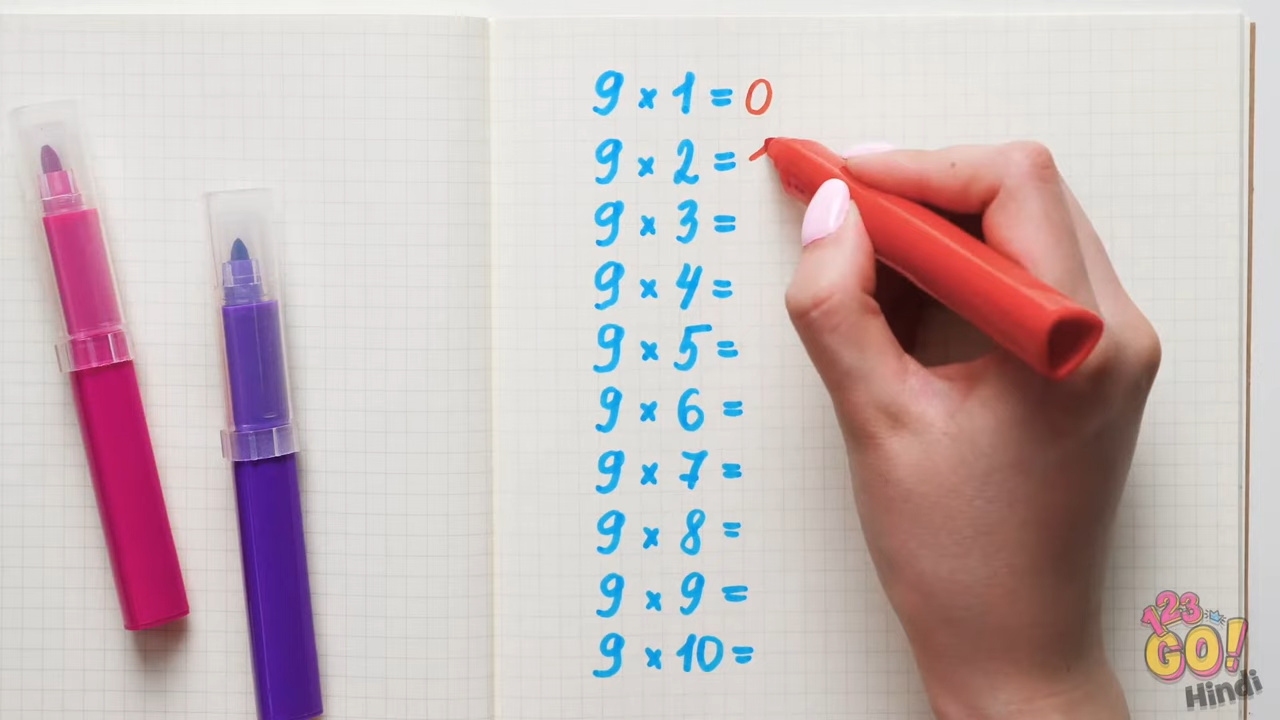 9 × 1 = 0
9 × 2 =
9 × 3 =
9 × 4 =
9 × 5 =
9 × 6 =
9 × 7 =
9 × 8 =
9 × 9 =
9 × 10 =
123
GO!
Hindi